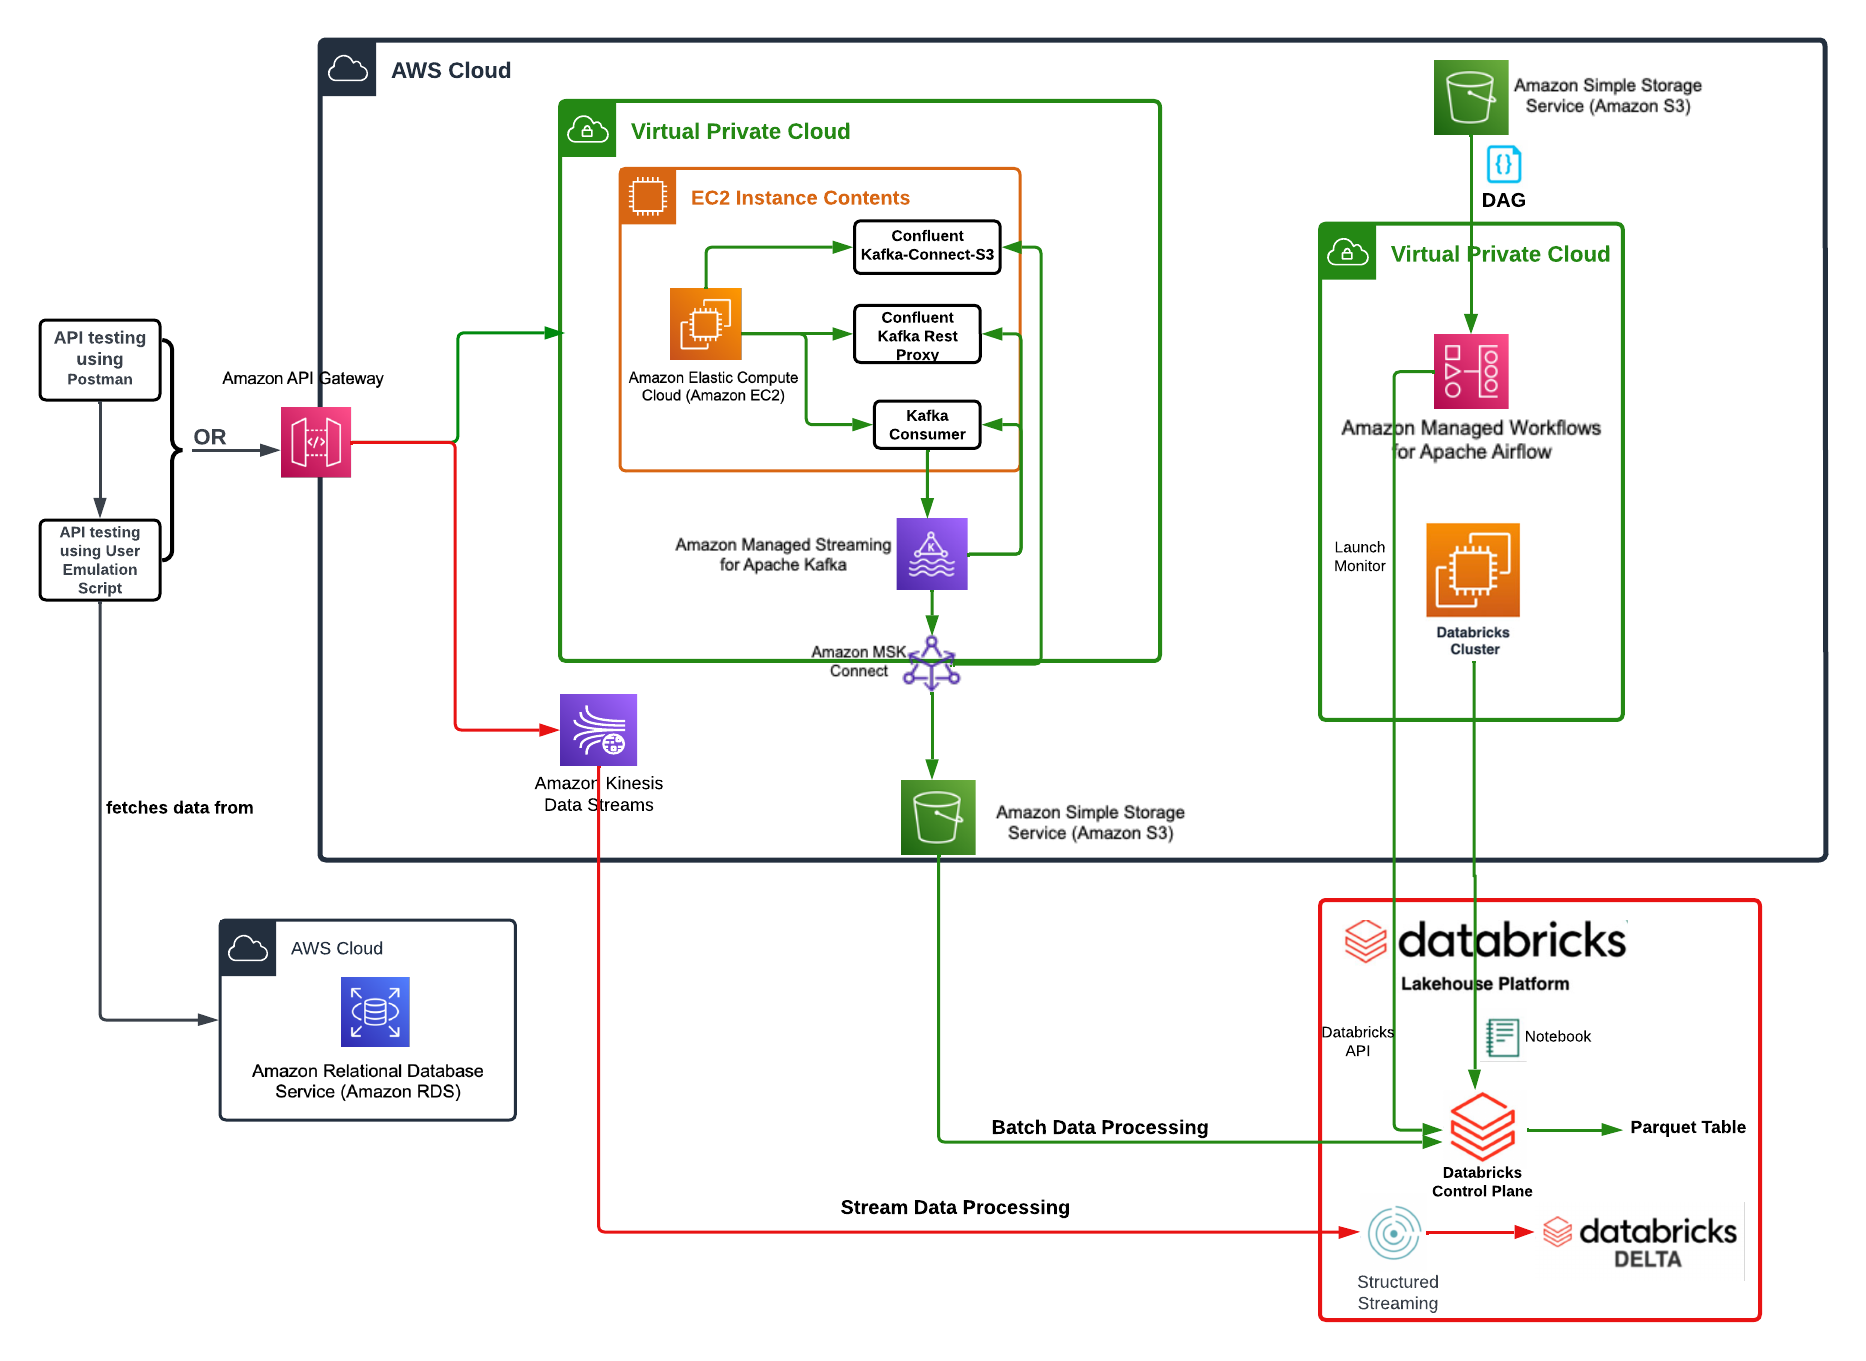 AWS Cloud
Amazon Simple Storage
Service (Amazon S3)
Virtual Private Cloud
DAG
EC2 Instance Contents
Confluent
Kafka-Connect-S3
Virtual Private Cloud
Confluent
Kafka Rest
Proxy
API testing
using
Postman
Amazon API Gateway
Amazon Elastic Compute
Cloud (Amazon EC2)
Kafka
Consumer
OR
</>
Amazon Managed Workflows
for Apache Airflow
API testing
using User
Emulation
Script
K
Amazon Managed Streaming
for Apache Kafka
Launch
Monitor
Databricks
Cluster
Amazon MSK
Connect
Amazon Kinesis
Data Streams
fetches data from
Amazon Simple Storage
Service (Amazon S3)
AWS Cloud
databricks
Lakehouse Platform
Amazon Relational Database
Service (Amazon RDS)
Databricks
API
Notebook
Batch Data Processing
Parquet Table
Databricks
Control Plane
Stream Data Processing
databricks
DELTA
Structured
Streaming